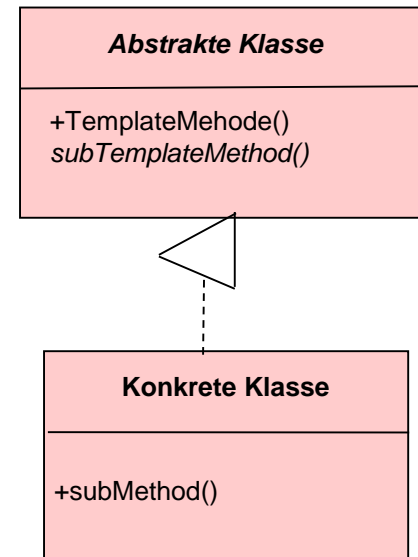 Abstrakte Klasse
+TemplateMehode()
subTemplateMethod()
Konkrete Klasse
+subMethod()